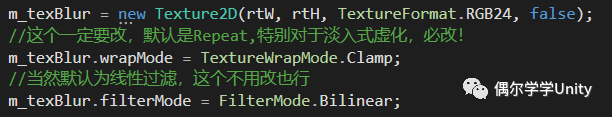 m_texBlur = new Texture2D(rtW, rtH, TextureFormat.RGB24, false);
//这个一定要改，默认是Repeat,特别对于淡入式虚化，必改！
m_texBlur.wrapMode = TextureWrapMode.Clamp;
//当然默认为线性过滤，这个不用改也行
m_texBlur.filterMode = FilterMode.Bilinear;
偶尔学学Unity